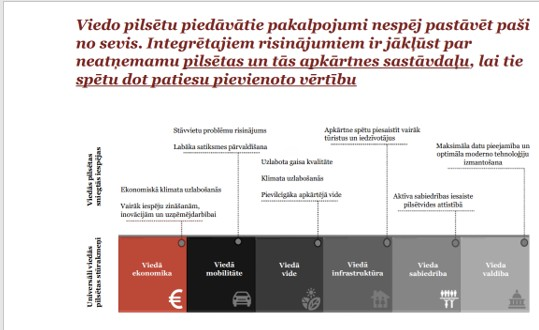 Viedo pilsētu piedāvātie pakalpojumi nespēj pastāvēt paši
no sevis. Integrētajiem risinājumiem ir jākļūst par
neatņemamu pilsētas un tās apkārtnes sastāvdaļu, lai tie
spētu dot patiesu pievienoto vērtību
Viedās pilsētas
sniegtās iespējas
Stāvvietu problēmu risinājums
Labāka satiksmes pārvaldīšana
Ekonomiskā klimata uzlabošanās
Vairāk iespēju zināšanām,
inovācijām un uzņēmējdarbībai
Uzlabota gaisa kvalitāte
Klimata uzlabošanās
Pievilcīgāka apkārtējā vide
Apkārtne spētu piesaistīt vairāk
tūristus un iedzīvotājus
Aktīva sabiedrības iesaiste
pilsētvides attīstībā
Maksimāla datu pieejamība un
optimāla moderno tehnoloģiju
izmantošana
Universāli viedās
pilsētas stūrakmeņi
Viedā
ekonomika
€
Viedā
mobilitāte
Viedā
vide
Viedā
infrastruktūra
Vieda
sabiedrība
Vieda
valdība